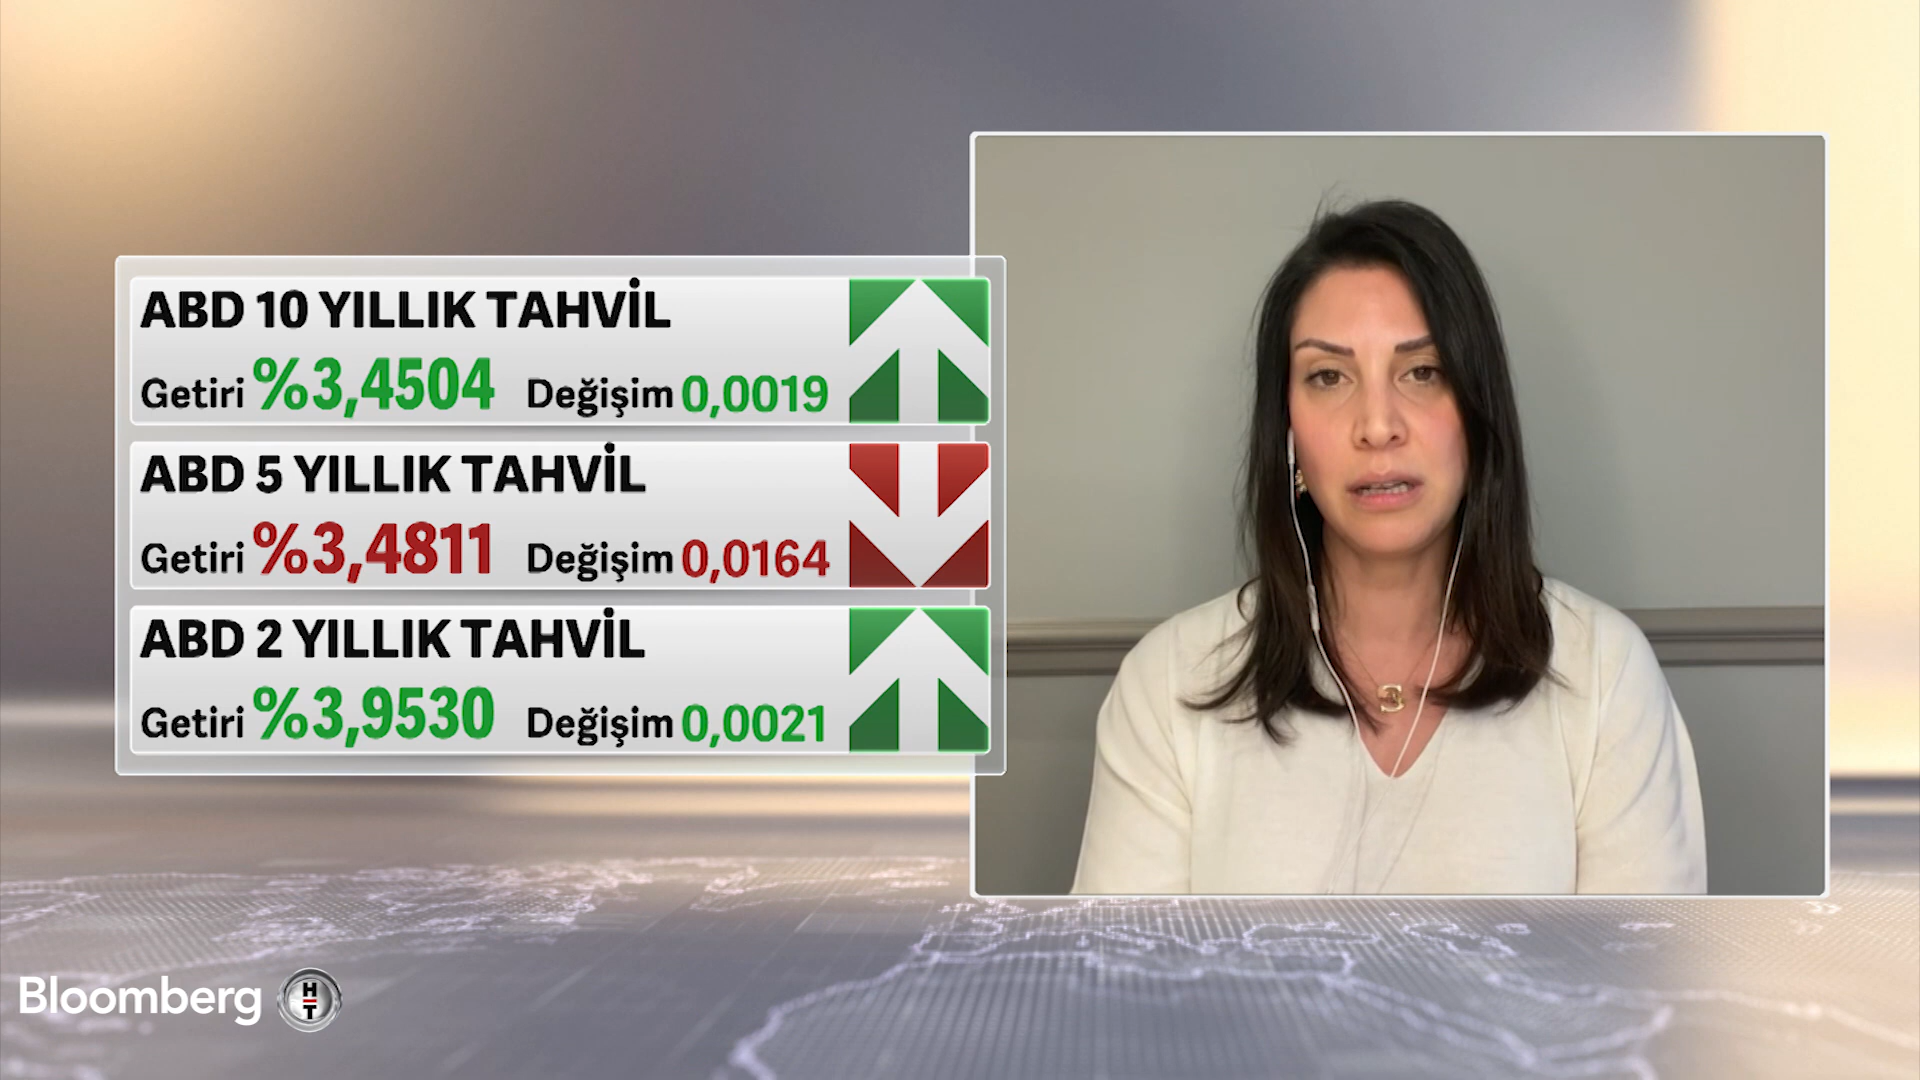 ABD 10 YILLIK TAHVİL
Getiri %3,4504 Değişim 0,0019
ABD 5 YILLIK TAHVİL
Getiri %3,4811 Değişim 0,0164
ABD 2 YILLIK TAHVİL
Getiri %3,9530 Değişim 0,0021
Bloomberg HT